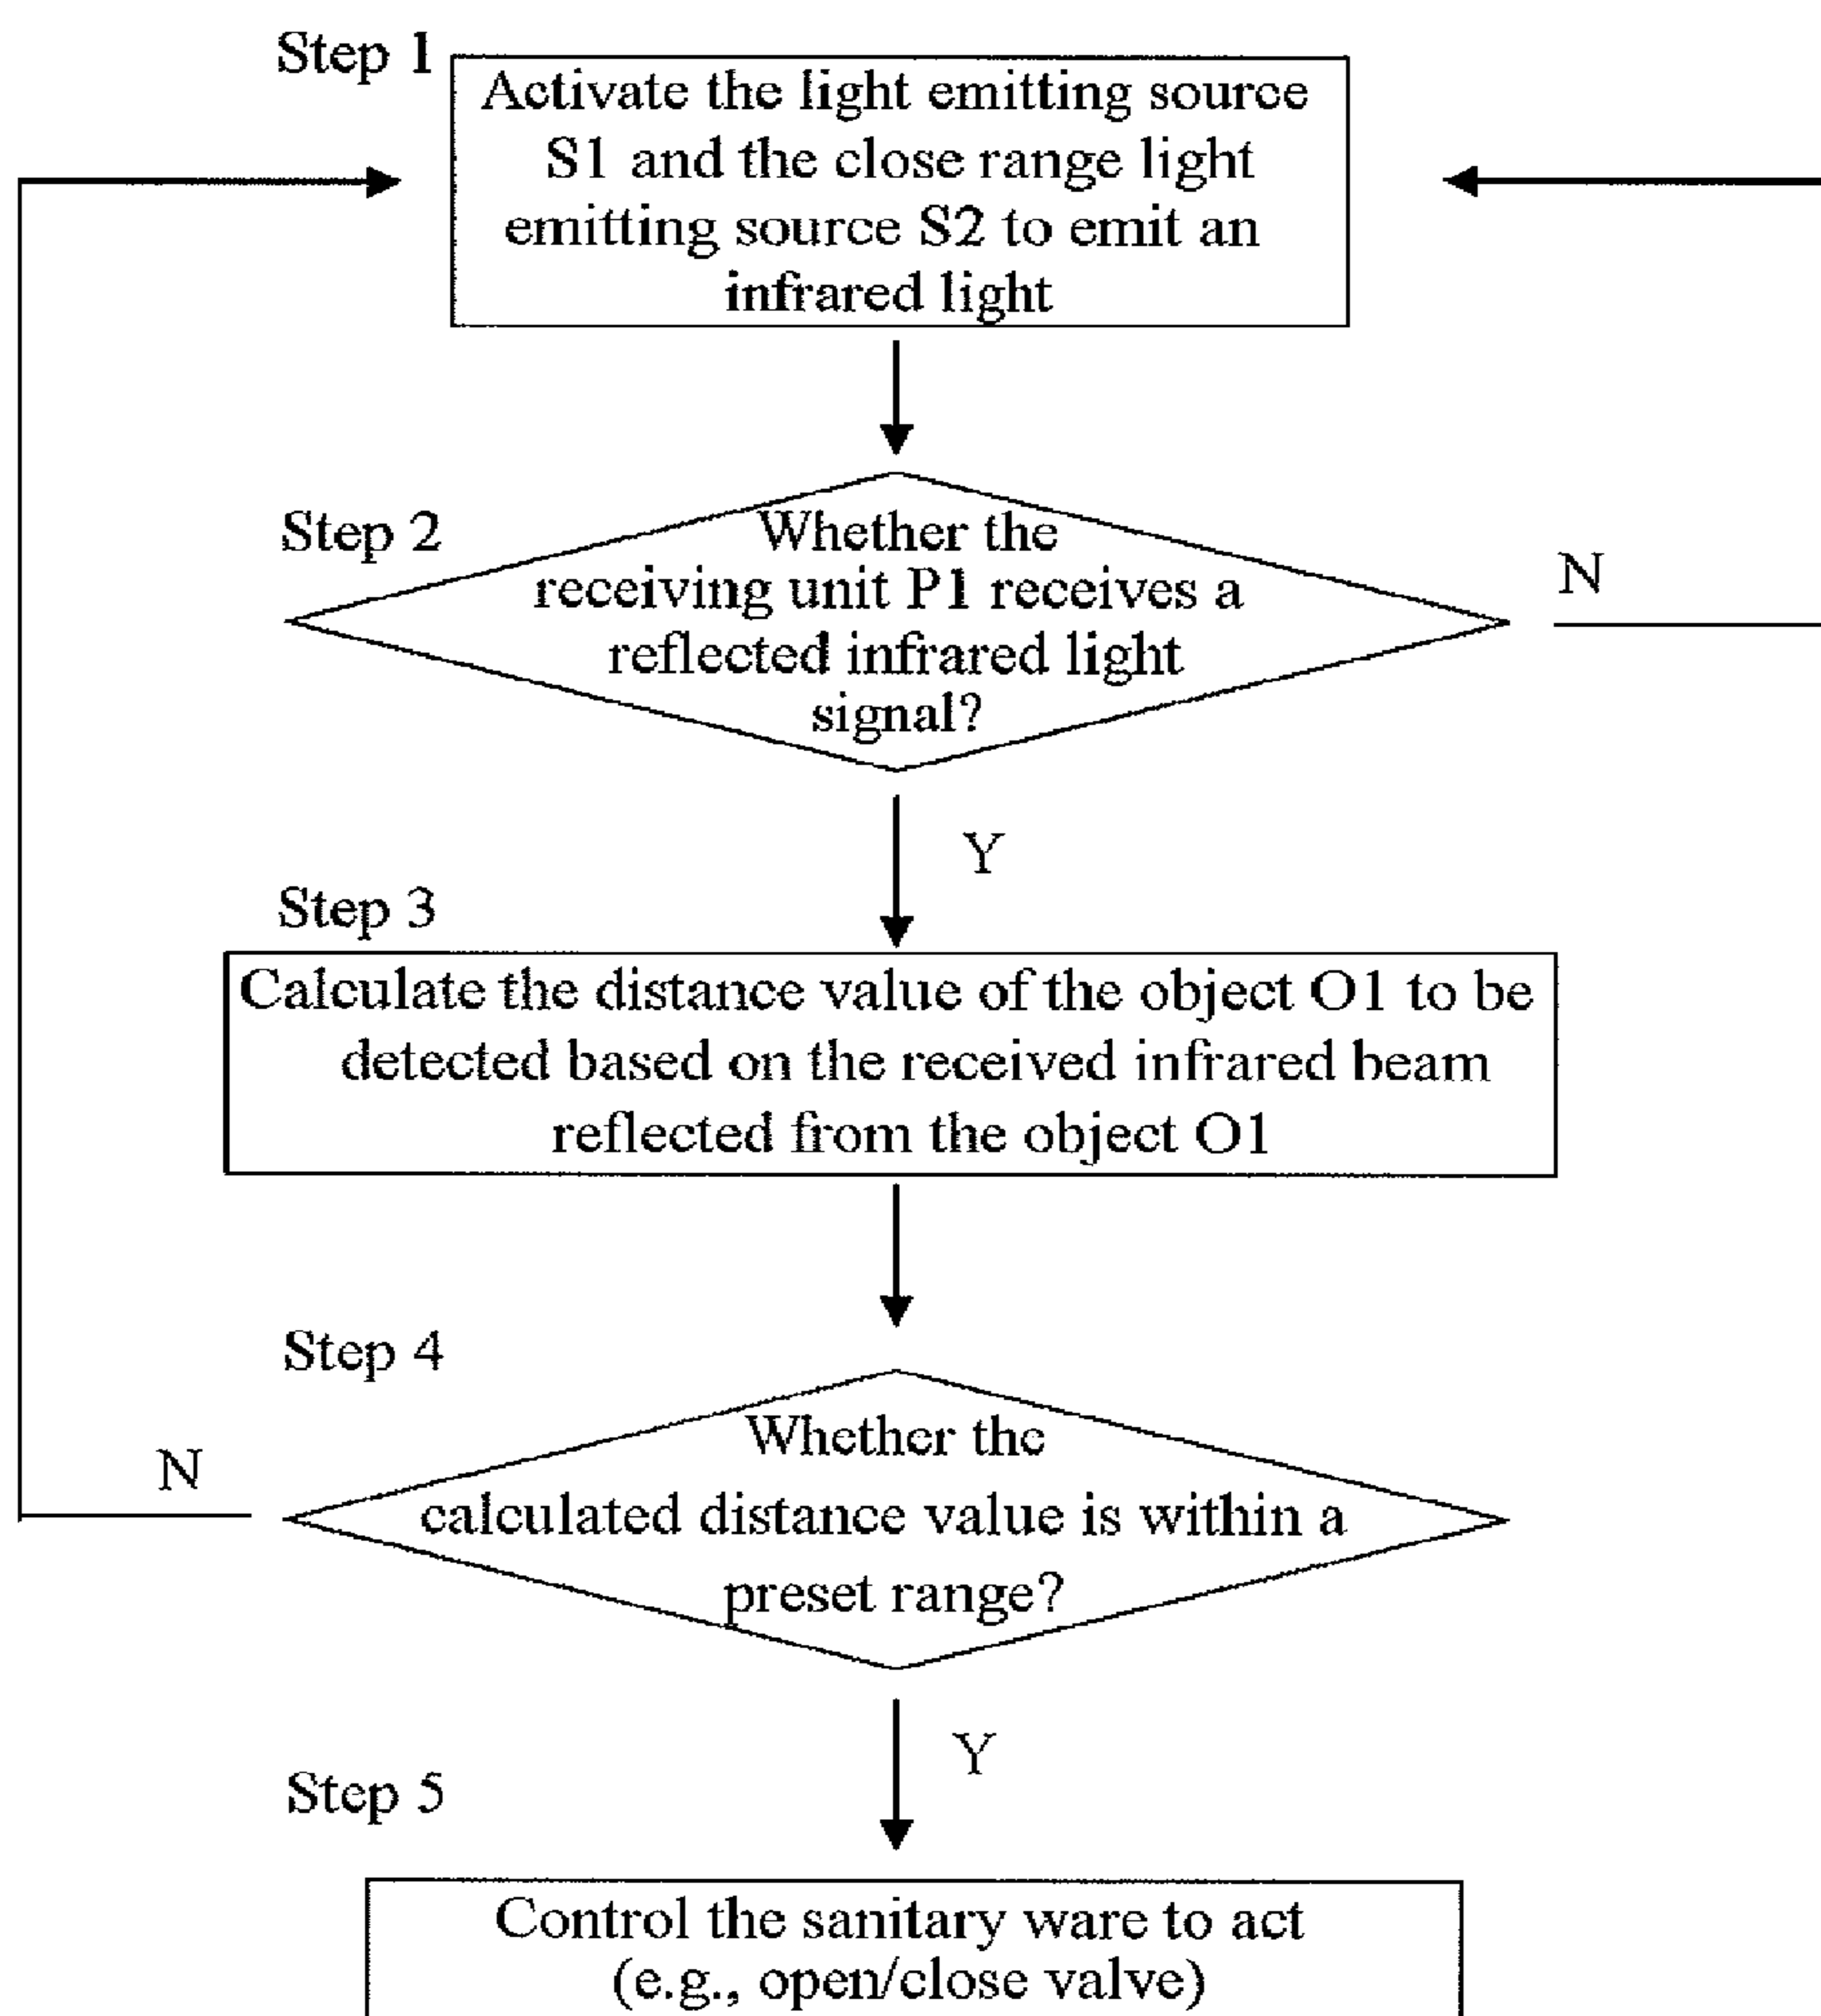 Step 1
Activate the light emitting source
S1 and the close range light
emitting source S2 to emit an
infrared light
Step 2
Whether the
receiving unit P1 receives a
reflected infrared light
signal?
N
Y
Step 3
Calculate the distance value of the object O1 to be
detected based on the received infrared beam
reflected from the object O1
Step 4
Whether the
calculated distance value is within a
preset range?
N
Y
Step 5
Control the sanitary ware to act
(e.g., open/close valve)